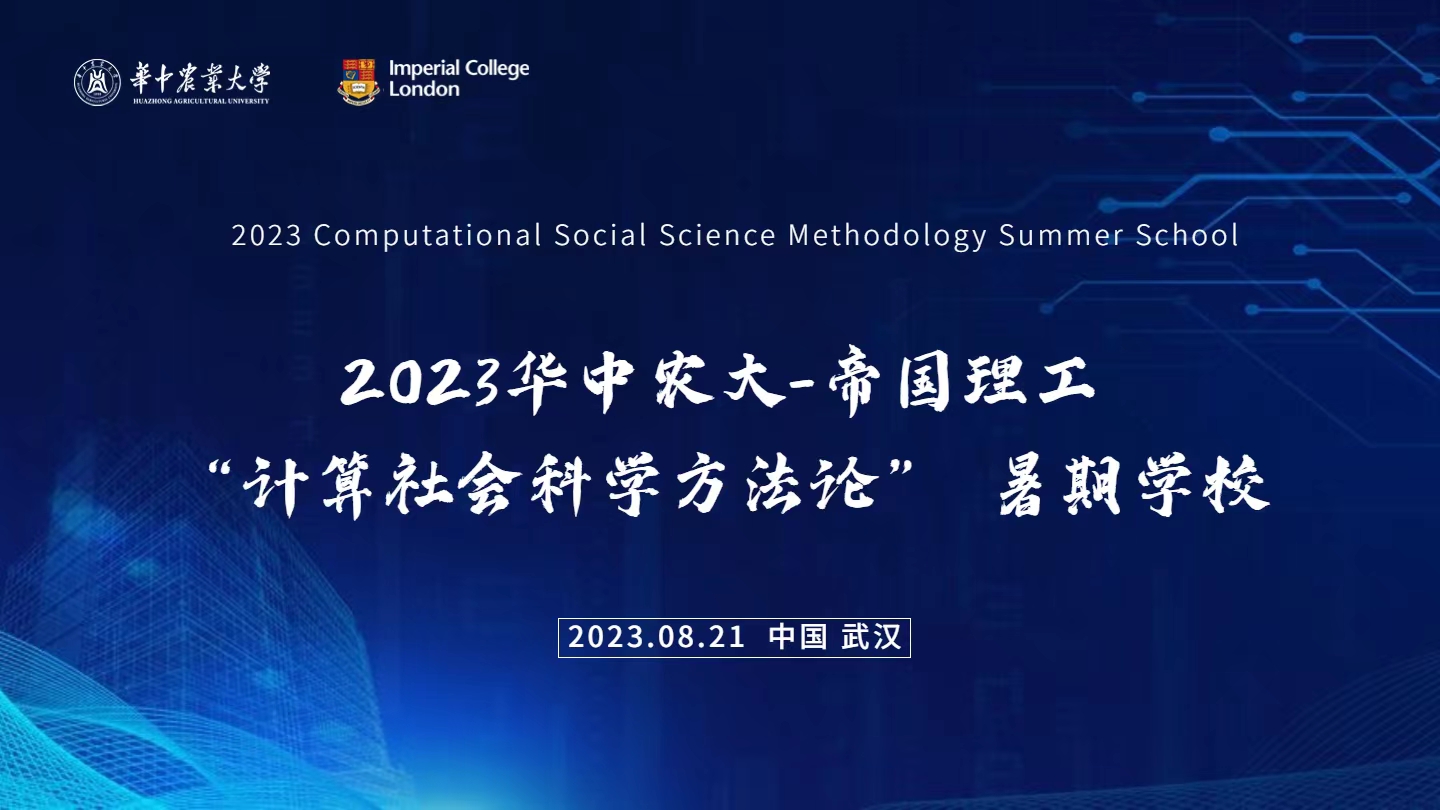 華中农業大学
HUAZHONG AGRICULTURAL UNIVERSITY
Imperial College
London
2023 Computational Social Science Methodology Summer School
2023华中农大-帝国理工
“计算社会科学方法论” 暑期学校
2023.08.21 中国 武汉